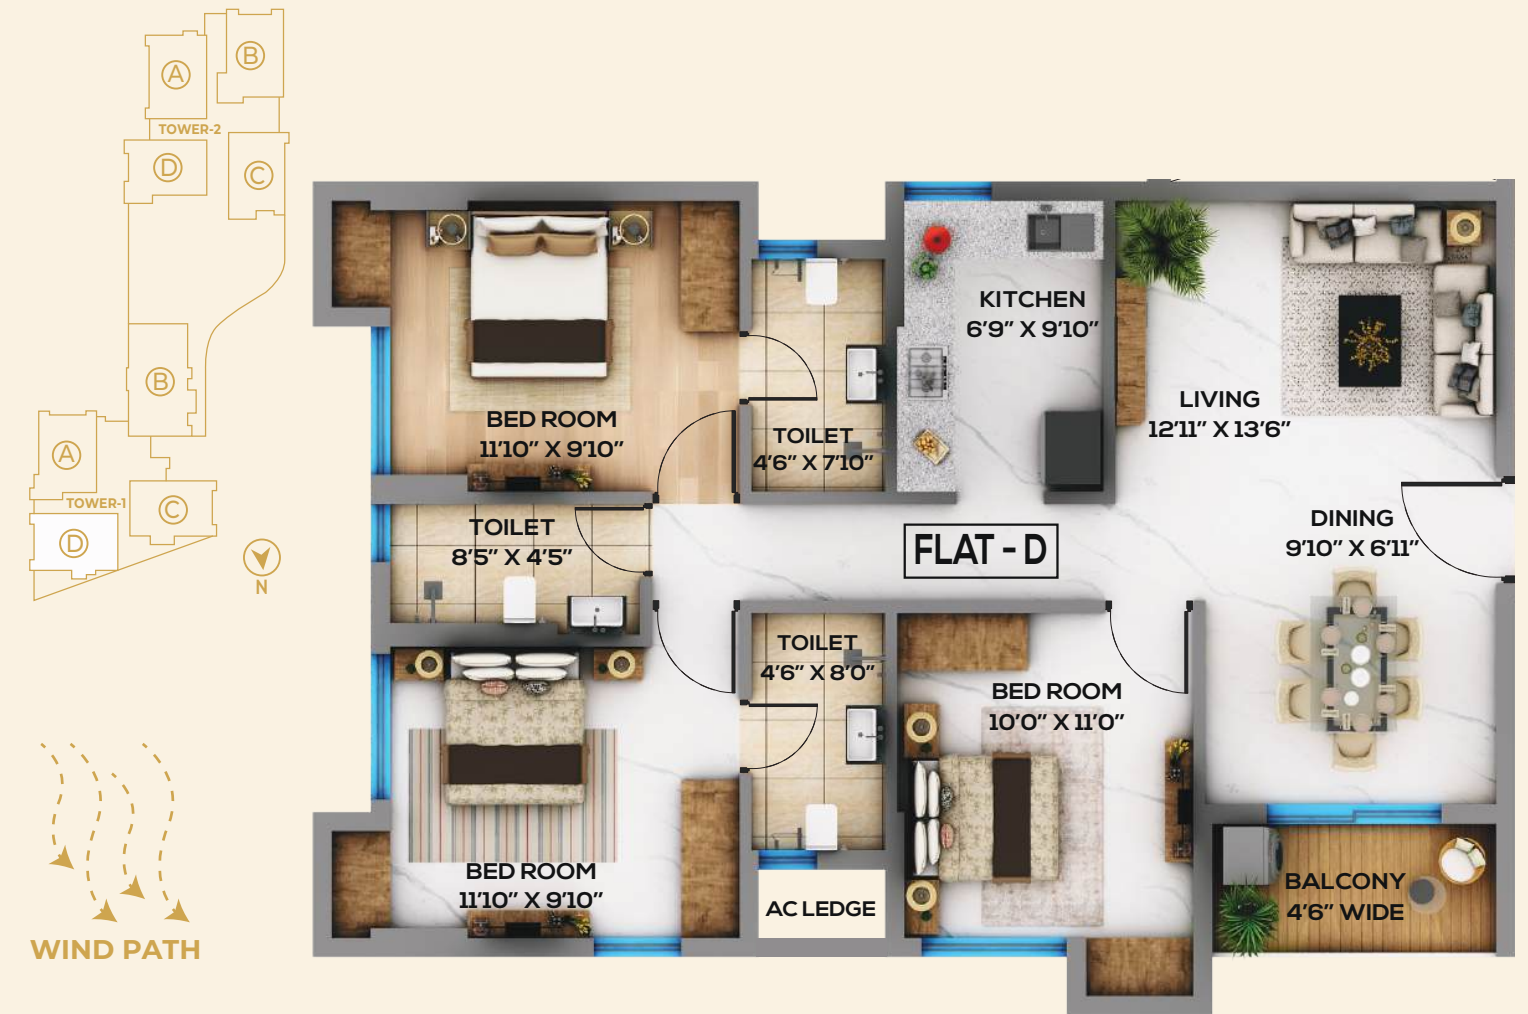 A
B
TOWER-2
D
C
B
A
TOWER-1
C
D
N
WIND PATH
BED ROOM
11'10" X 9'10"
TOILET
4'6" X 7'10"
KITCHEN
6'9" X 9'10"
LIVING
12'11" X 13'6"
TOILET
8'5" X 4'5"
FLAT - D
DINING
9'10" X 6'11"
TOILET
4'6" X 8'0"
BED ROOM
10'0" X 11'0"
BED ROOM
11'10" X 9'10"
AC LEDGE
BALCONY
4'6" WIDE